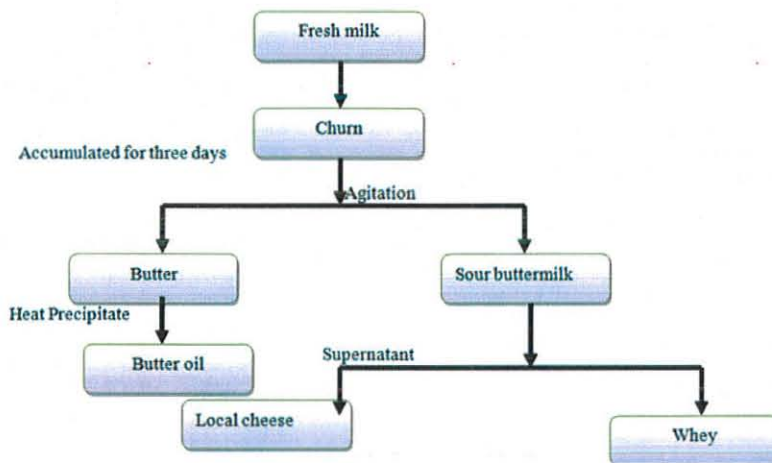 Fresh milk
Churn
Accumulated for three days
Agitation
Butter
Sour buttermilk
Heat Precipitate
Butter oil
Supernatant
Local cheese
Whey